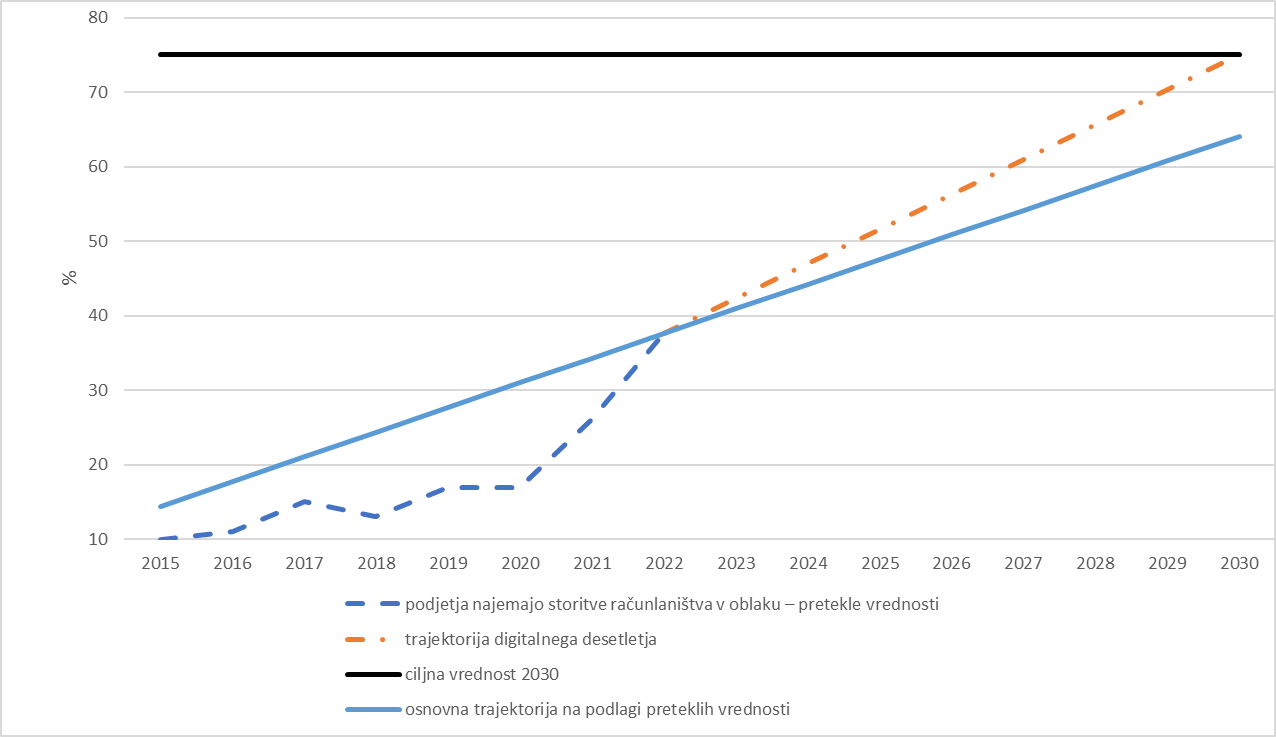 80
70
60
50
40
30
20
10
%
2015 2016 2017 2018 2019 2020 2021 2022 2023 2024 2025 2026 2027 2028 2029 2030
podjetja najemajo storitve računlaništva v oblaku – pretekle vrednosti
trajektorija digitalnega desetletja
ciljna vrednost 2030
osnovna trajektorija na podlagi preteklih vrednosti